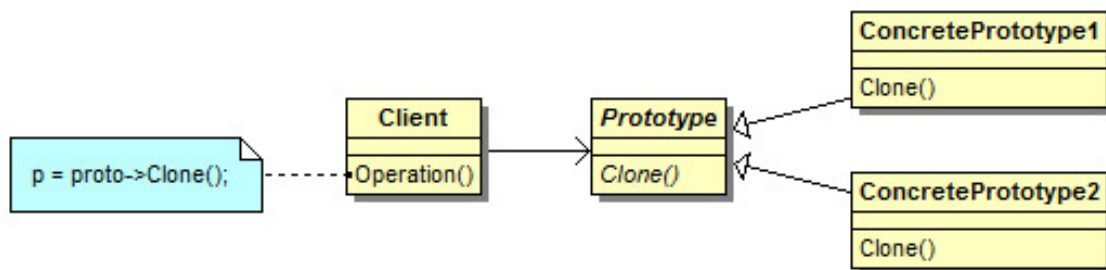 p = proto->Clone();
Client
Operation()
Prototype
Clone()
ConcretePrototype1
Clone()
ConcretePrototype2
Clone()